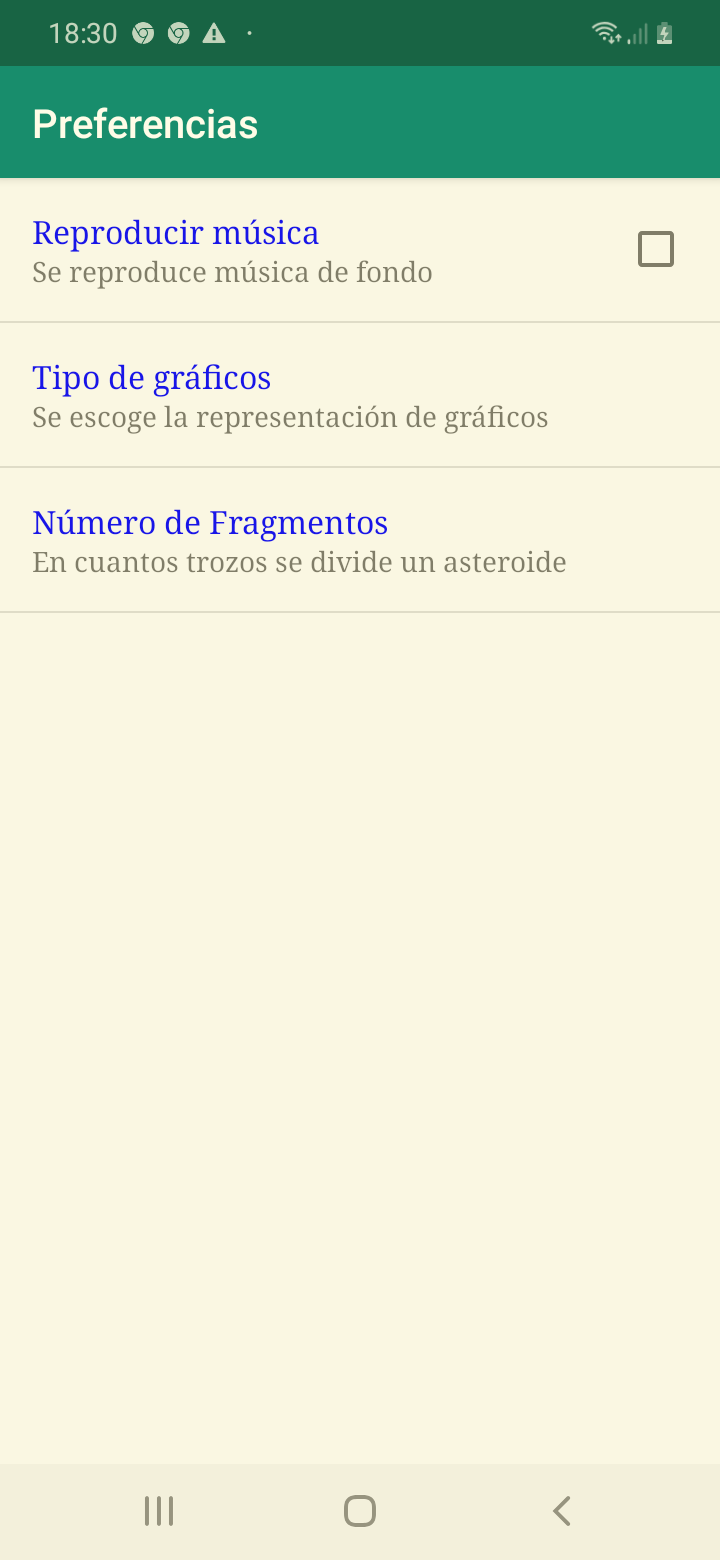 18:30
Preferencias
Reproducir música
Se reproduce música de fondo
Tipo de gráficos
Se escoge la representación de gráficos
Número de Fragmentos
En cuantos trozos se divide un asteroide